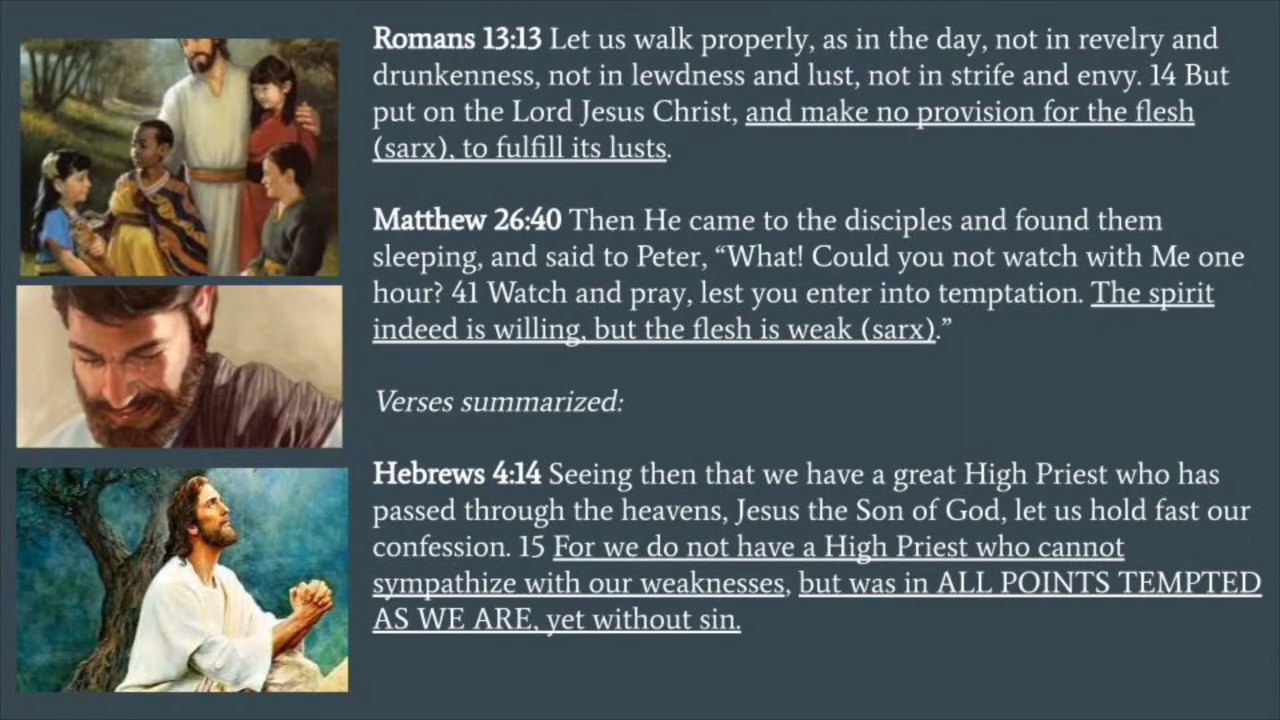 Romans 13:13 Let us walk properly, as in the day, not in revelry and
drunkenness, not in lewdness and lust, not in strife and envy. 14 But
put on the Lord Jesus Christ, and make no provision for the flesh
(sarx), to fulfill its lusts.
Matthew 26:40 Then He came to the disciples and found them
sleeping, and said to Peter, “What! Could you not watch with Me one
hour? 41 Watch and pray, lest you enter into temptation. The spirit
indeed is willing, but the flesh is weak (sarx).”
Verses summarized:
Hebrews 4:14 Seeing then that we have a great High Priest who has
passed through the heavens, Jesus the Son of God, let us hold fast our
confession. 15 For we do not have a High Priest who cannot
sympathize with our weaknesses, but was in ALL POINTS TEMPTED
AS WE ARE, yet without sin.